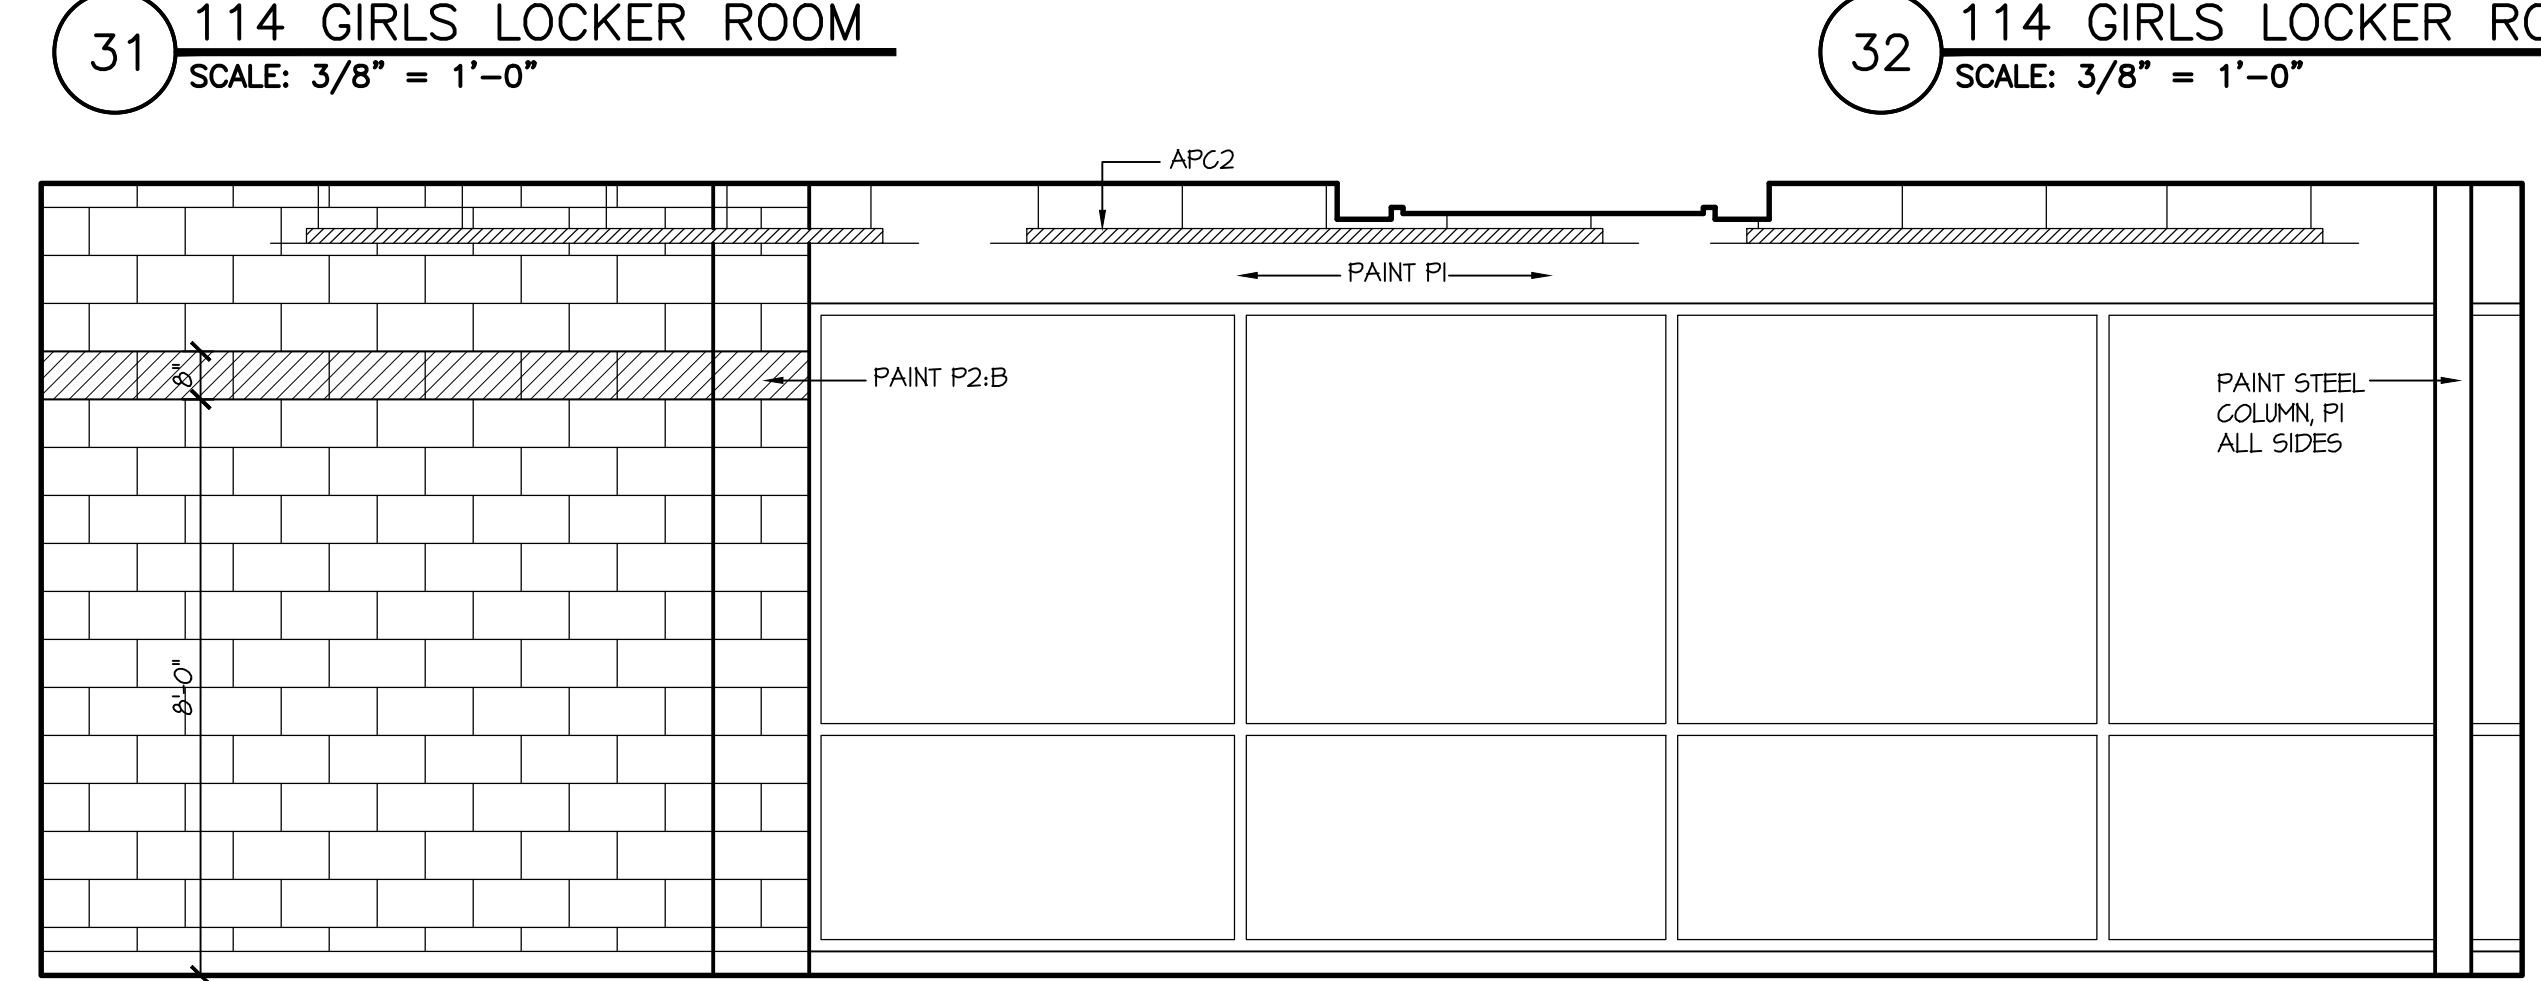 31
114 GIRLS LOCKER ROOM
SCALE: 3/8" = 1'-0"
32
114 GIRLS LOCKER RO
SCALE: 3/8" = 1'-0"
APC2
PAINT P1
8"
PAINT P2:B
PAINT STEEL
COLUMN, P1
ALL SIDES
8'-0"